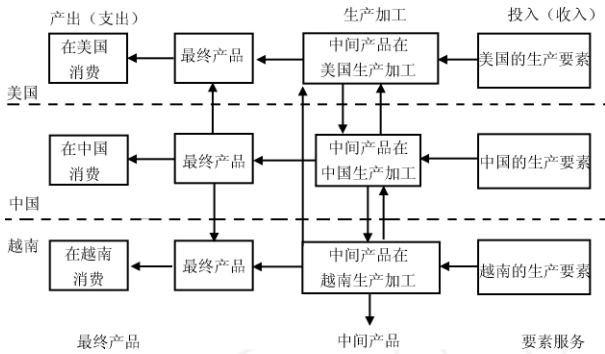 产出（支出）
生产加工
投入（收入）
在美国
消费
最终产品
中间产品在
美国生产加工
美国的生产要素
美国
在中国
消费
最终产品
中间产品在
中国生产加工
中国的生产要素
中国
越南
在越南
消费
最终产品
中间产品在
越南生产加工
越南的生产要素
最终产品
中间产品
要素服务